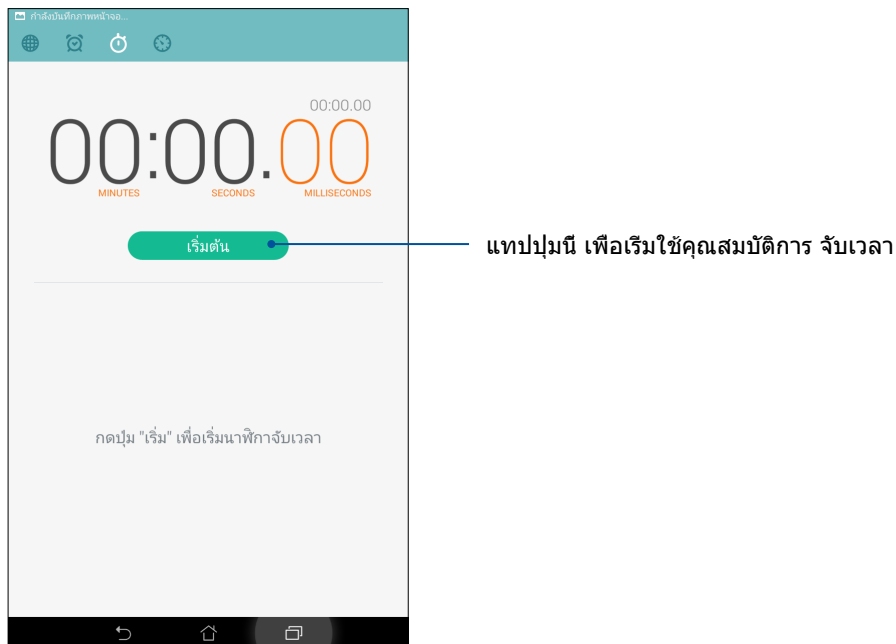 กำลังบันทึกภาพหน้าจอ...
00:00.00
00:00.00
MINUTES SECONDS MILLISECONDS
เริ่มต้น
แทปปุ่มนี้ เพื่อเริ่มใช้คุณสมบัติการ จับเวลา
กดปุ่ม "เริ่ม" เพื่อเริ่มนาฬิกาจับเวลา